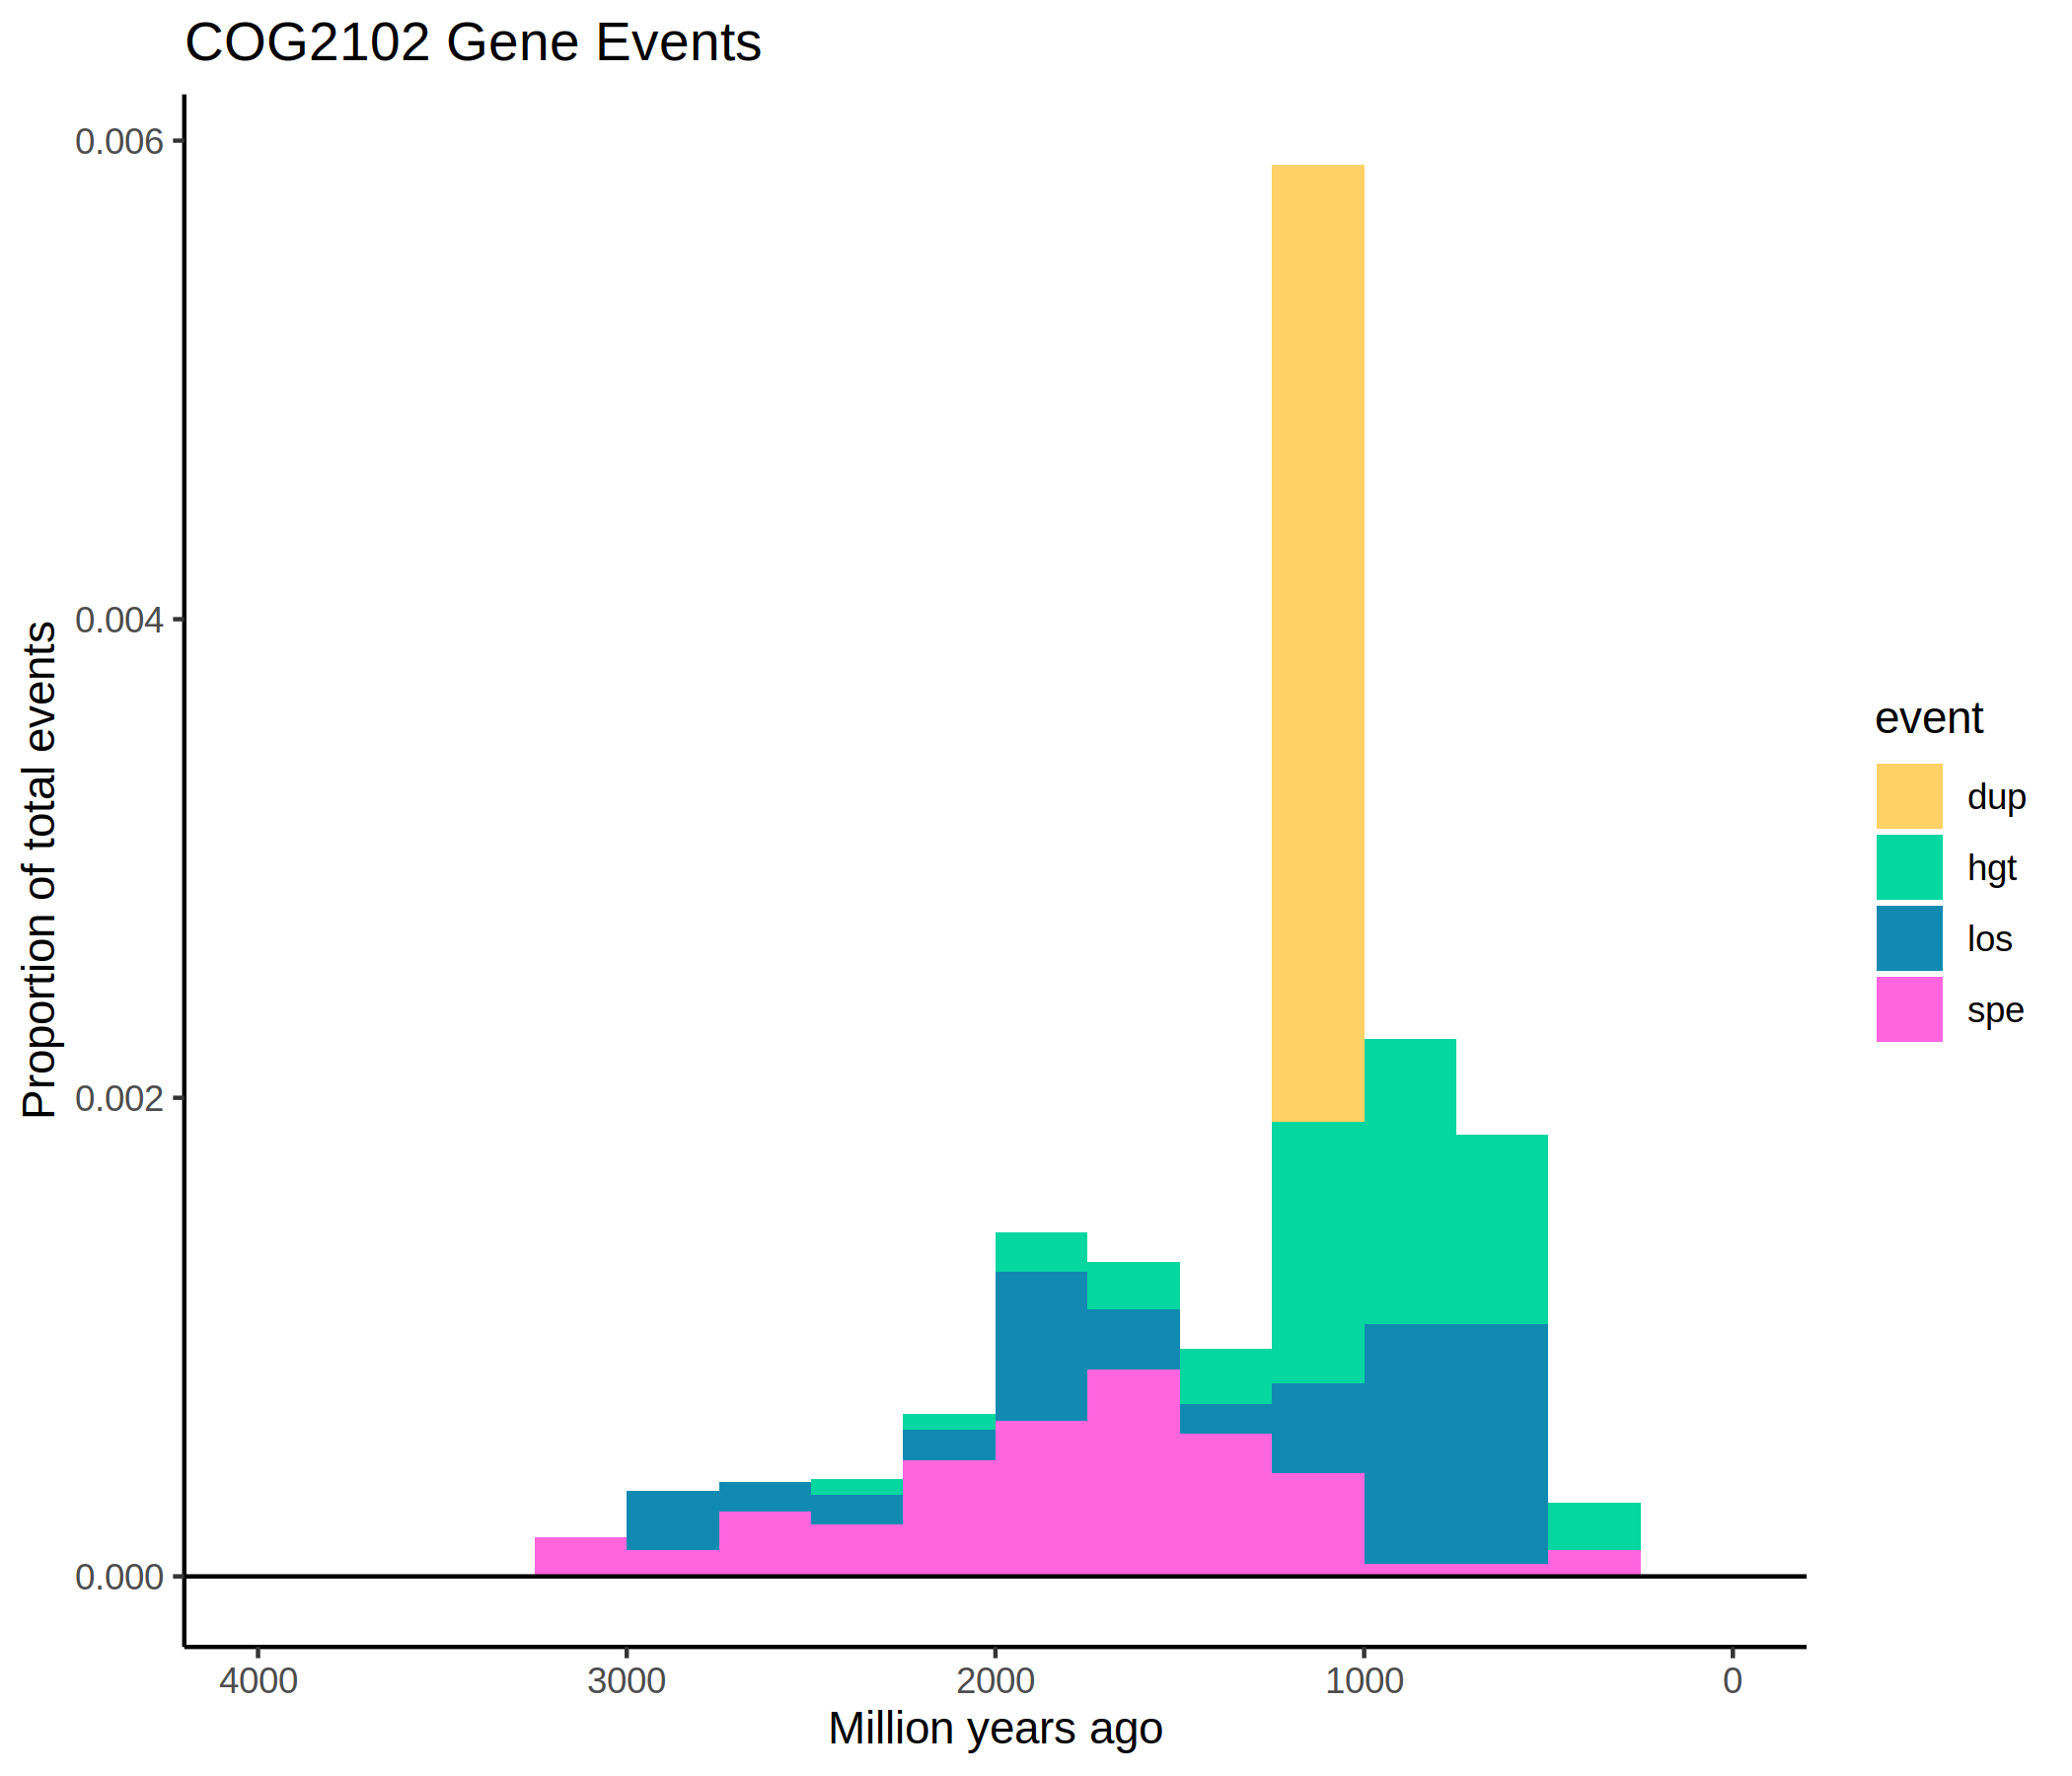 COG2102 Gene Events
Proportion of total events
0.006
0.004
0.002
0.000
4000
3000
2000
1000
0
Million years ago
event
dup
hgt
los
spe